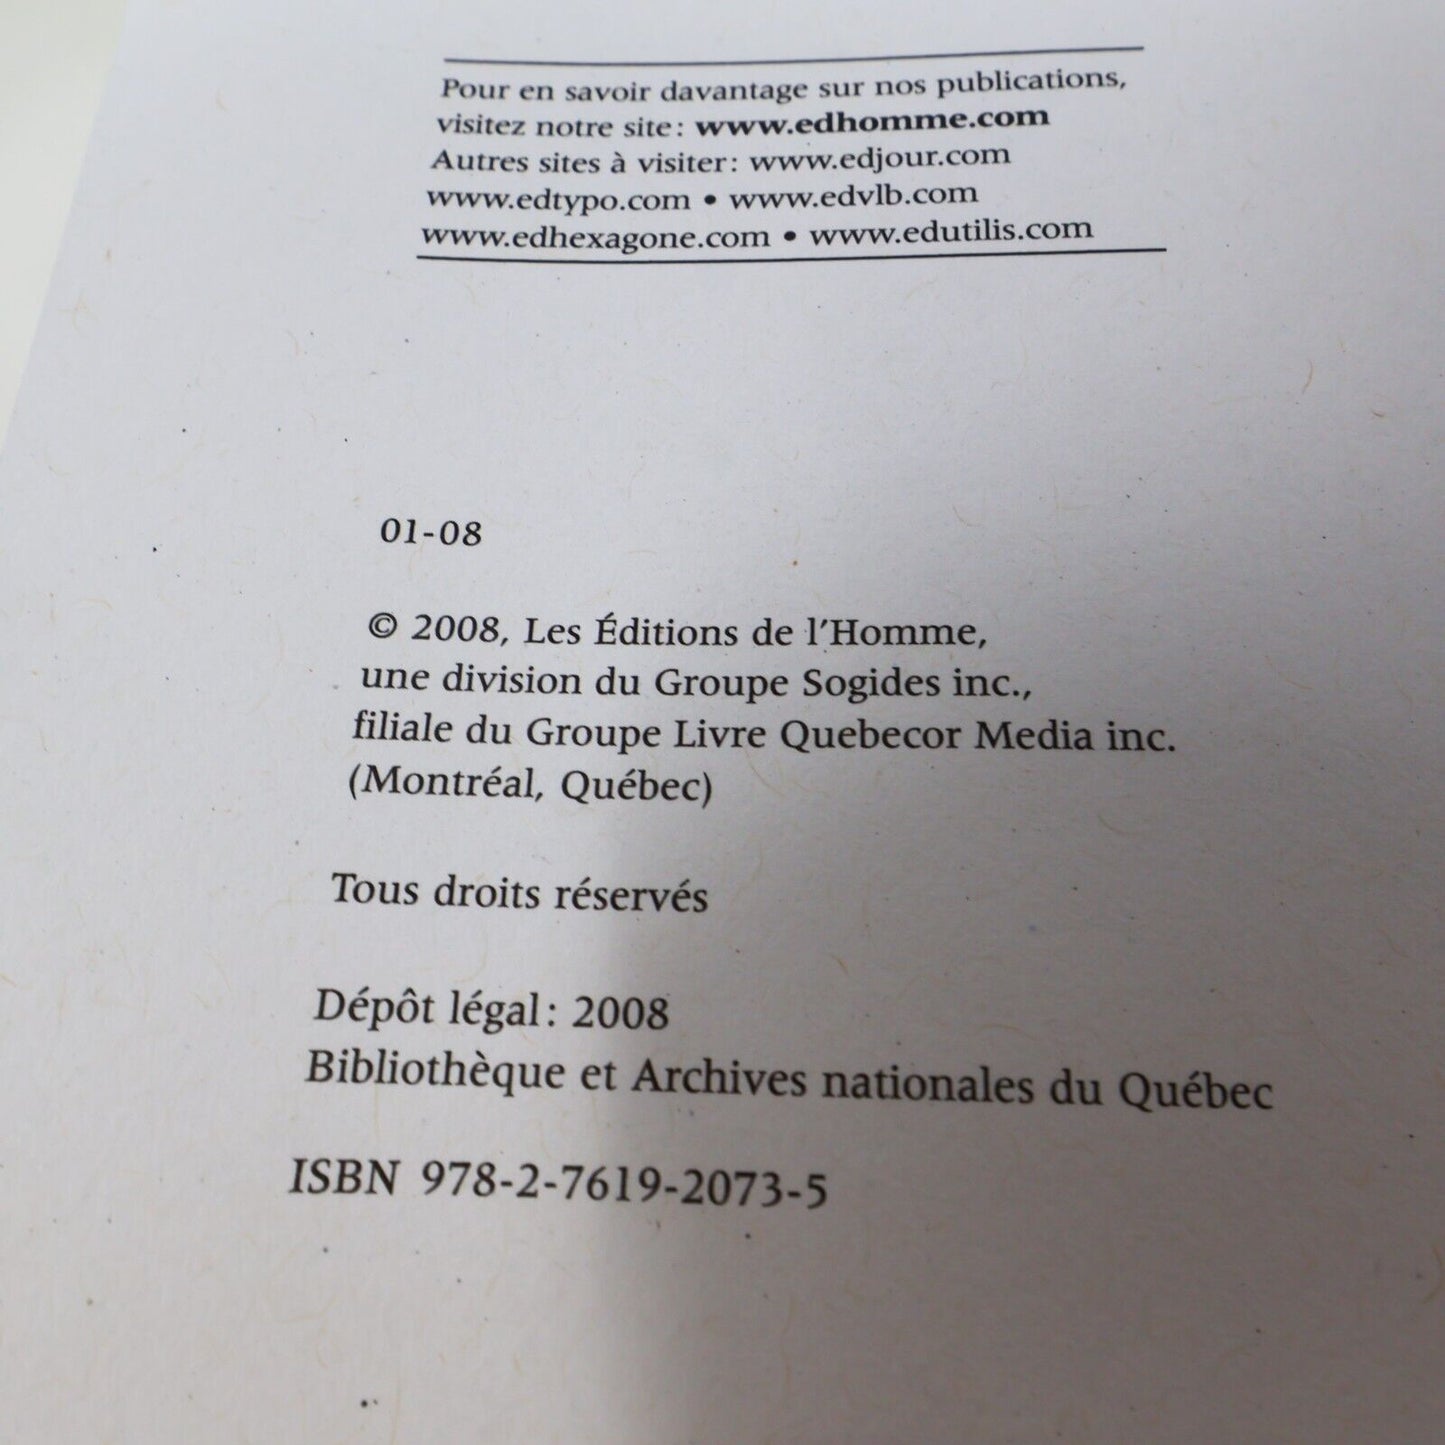 Pour en savoir davantage sur nos publications,
visitez notre site : www.edhomme.com
Autres sites à visiter : www.edjour.com
www.edtypo.com • www.edvlb.com
www.edhexagone.com • www.edutilis.com
01-08
© 2008, Les Éditions de l'Homme,
une division du Groupe Sogides inc.,
filiale du Groupe Livre Quebecor Media inc.
(Montréal, Québec)
Tous droits réservés
Dépôt légal : 2008
Bibliothèque et Archives nationales du Québec
ISBN 978-2-7619-2073-5